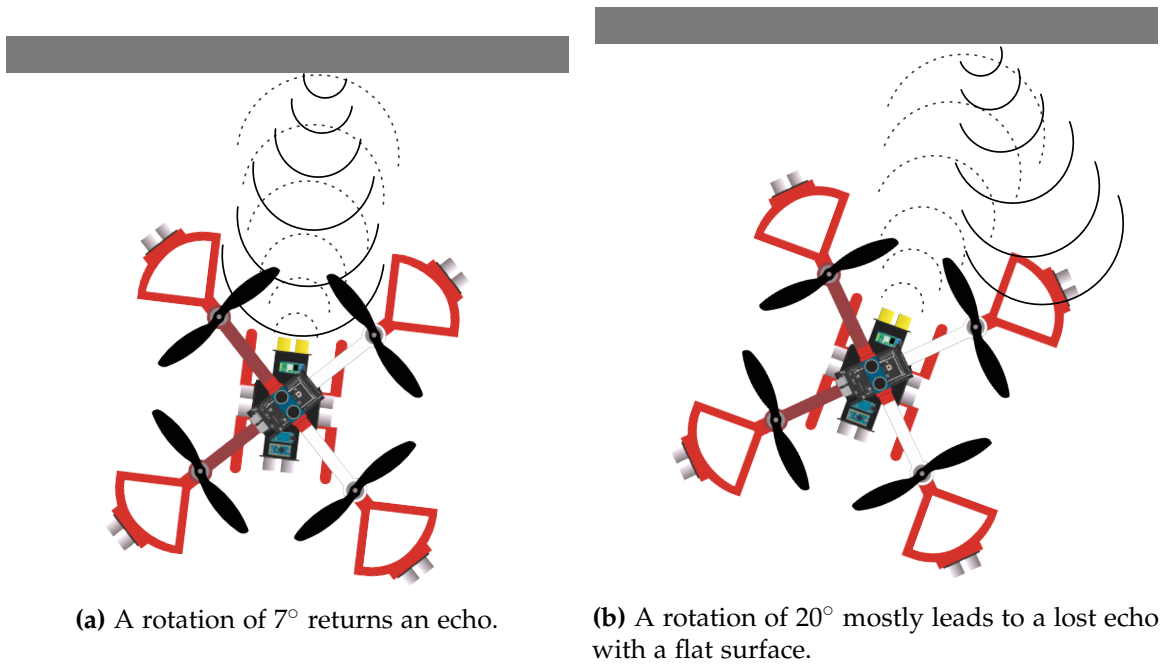 (a) A rotation of 7° returns an echo.
(b) A rotation of 20° mostly leads to a lost echo
with a flat surface.